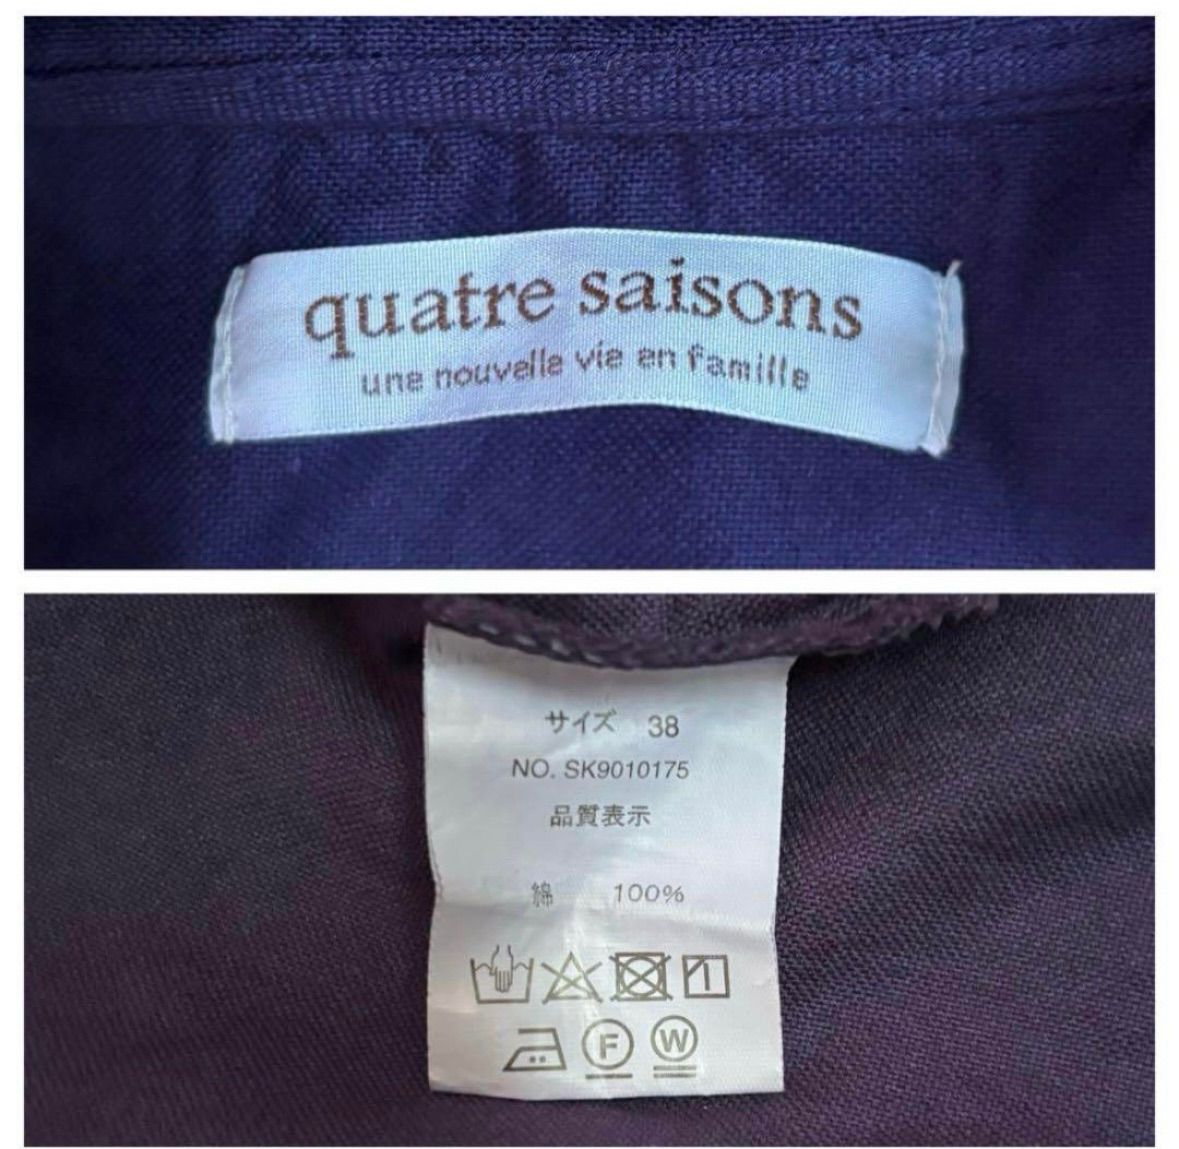 quatre saisons
une nouvelle vie en famille
サイズ 38
NO. SK9010175
品質表示
綿 100%
F W